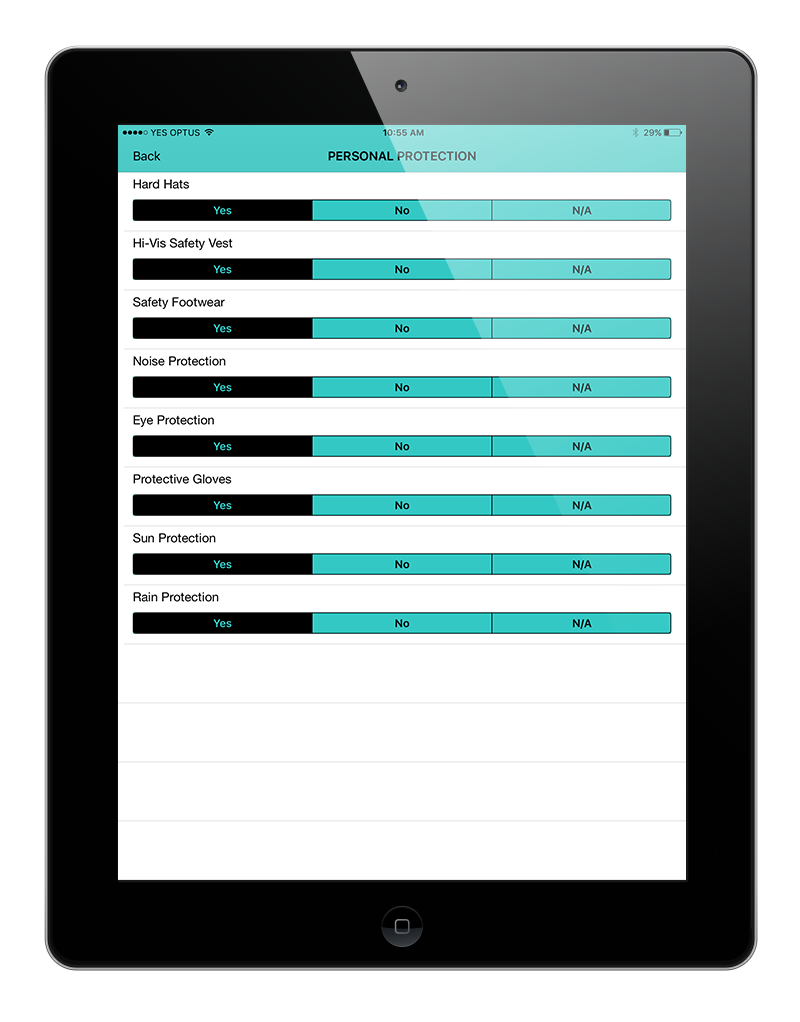 YES OPTUS 10:55 AM 29%
Back PERSONAL PROTECTION
Hard Hats
Yes No N/A
Hi-Vis Safety Vest
Yes No N/A
Safety Footwear
Yes No N/A
Noise Protection
Yes No N/A
Eye Protection
Yes No N/A
Protective Gloves
Yes No N/A
Sun Protection
Yes No N/A
Rain Protection
Yes No N/A